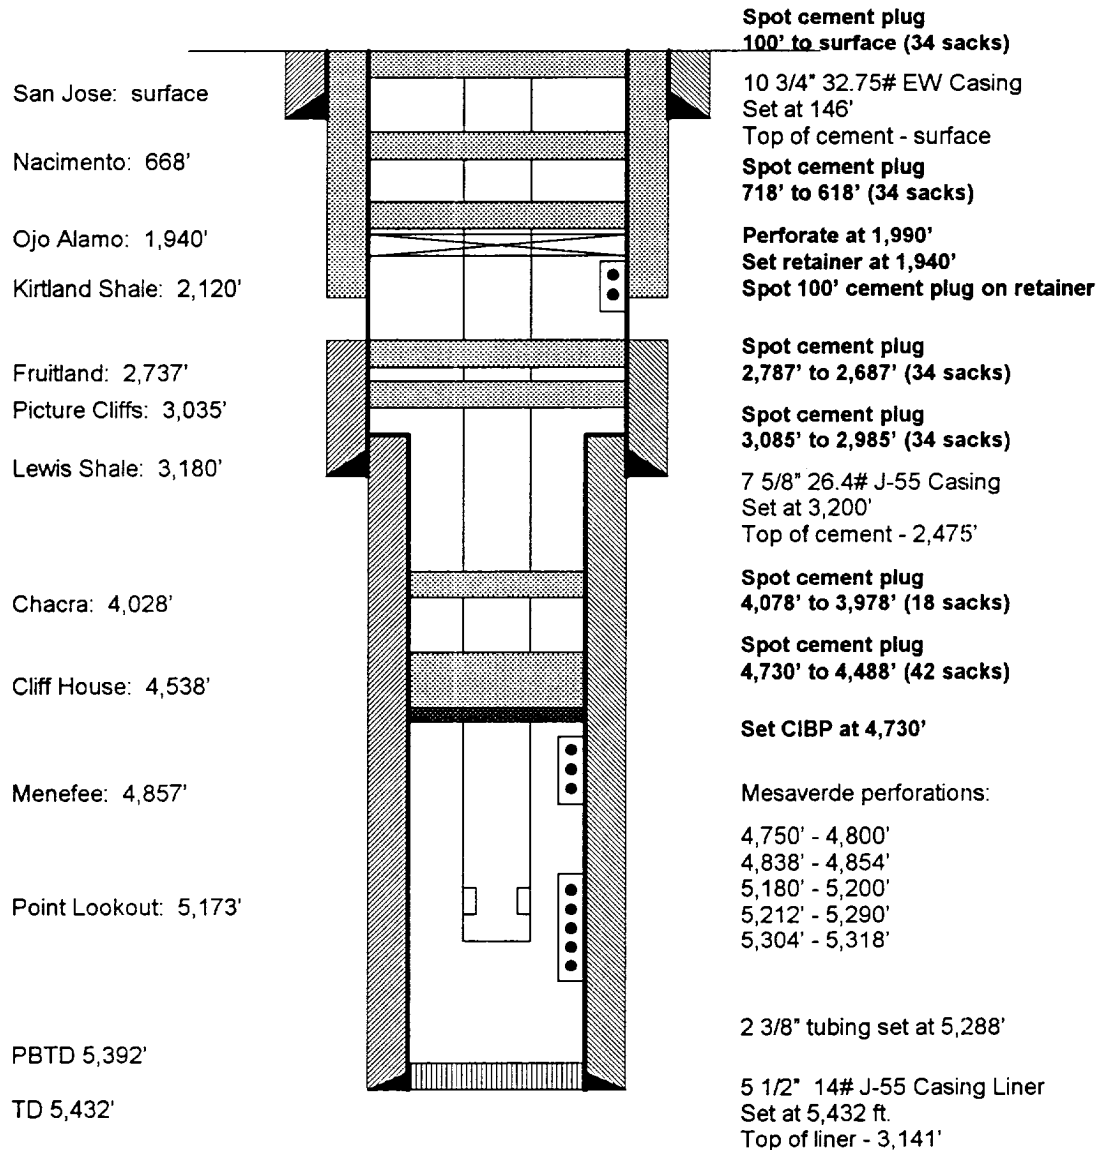 Spot cement plug
100' to surface (34 sacks)
San Jose: surface
10 3/4" 32.75# EW Casing
Set at 146'
Top of cement - surface
Nacimento: 668'
Spot cement plug
718' to 618' (34 sacks)
Ojo Alamo: 1,940'
Perforate at 1,990'
Set retainer at 1,940'
Kirtland Shale: 2,120'
Spot 100' cement plug on retainer
Fruitland: 2,737'
Spot cement plug
2,787' to 2,687' (34 sacks)
Picture Cliffs: 3,035'
Spot cement plug
3,085' to 2,985' (34 sacks)
Lewis Shale: 3,180'
7 5/8" 26.4# J-55 Casing
Set at 3,200'
Top of cement - 2,475'
Chacra: 4,028'
Spot cement plug
4,078' to 3,978' (18 sacks)
Cliff House: 4,538'
Spot cement plug
4,730' to 4,488' (42 sacks)
Set CIBP at 4,730'
Menefee: 4,857'
Mesaverde perforations:
4,750' - 4,800'
4,838' - 4,854'
5,180' - 5,200'
5,212' - 5,290'
5,304' - 5,318'
Point Lookout: 5,173'
2 3/8" tubing set at 5,288'
PBTD 5,392'
TD 5,432'
5 1/2" 14# J-55 Casing Liner
Set at 5,432 ft.
Top of liner - 3,141'